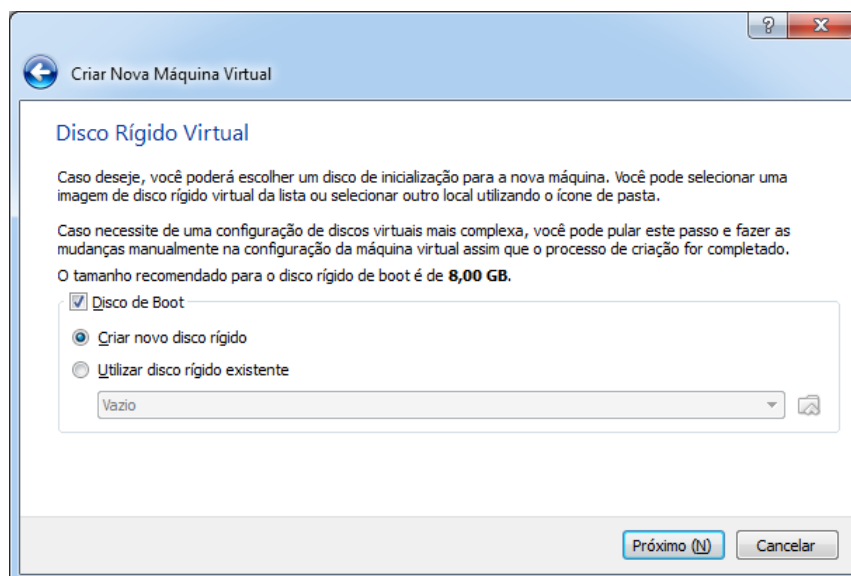 ?
X
Criar Nova Máquina Virtual
Disco Rígido Virtual
Caso deseje, você poderá escolher um disco de inicialização para a nova máquina. Você pode selecionar uma
imagem de disco rígido virtual da lista ou selecionar outro local utilizando o ícone de pasta.
Caso necessite de uma configuração de discos virtuais mais complexa, você pode pular este passo e fazer as
mudanças manualmente na configuração da máquina virtual assim que o processo de criação for completado.
O tamanho recomendado para o disco rígido de boot é de 8,00 GB.
Disco de Boot
Criar novo disco rígido
Utilizar disco rígido existente
Vazio
Próximo (N)
Cancelar